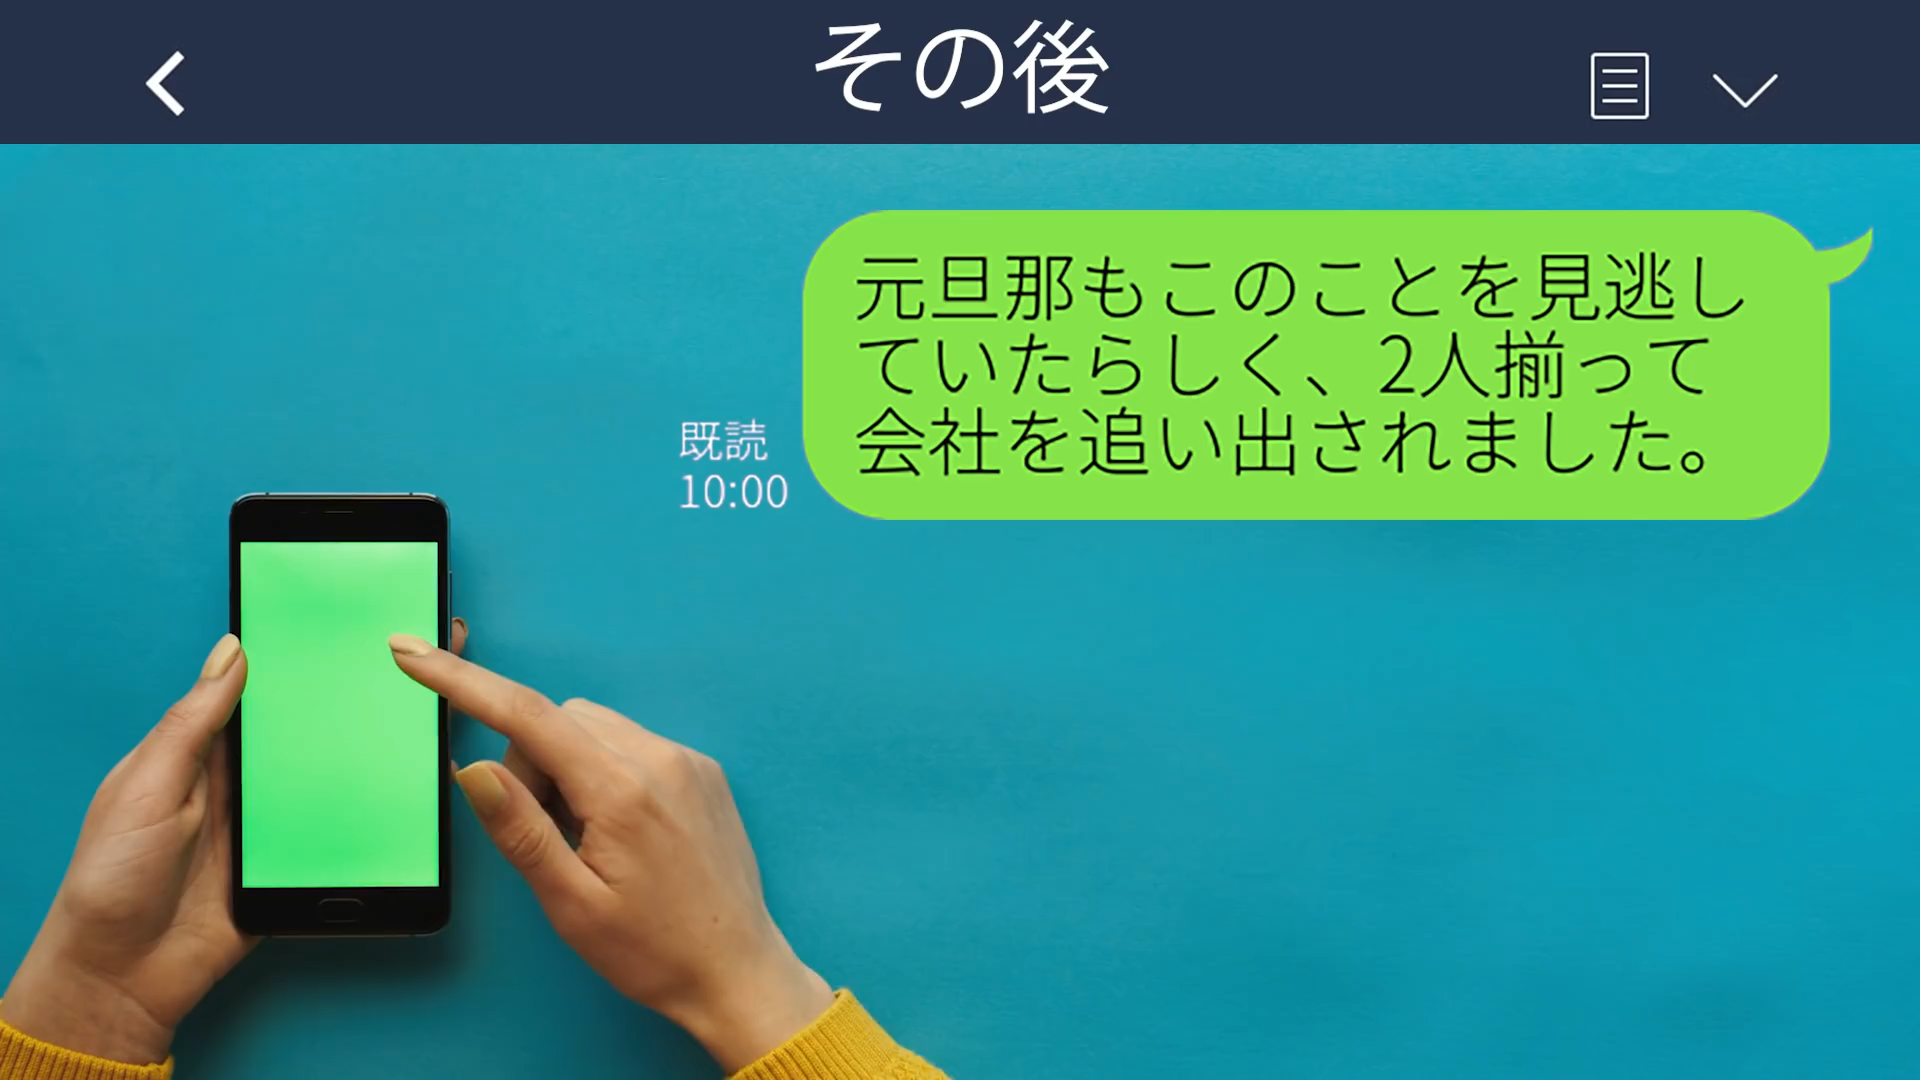 その後
元旦那もこのことを見逃し
ていたらしく、2人揃って
会社を追い出されました。
既読
10:00